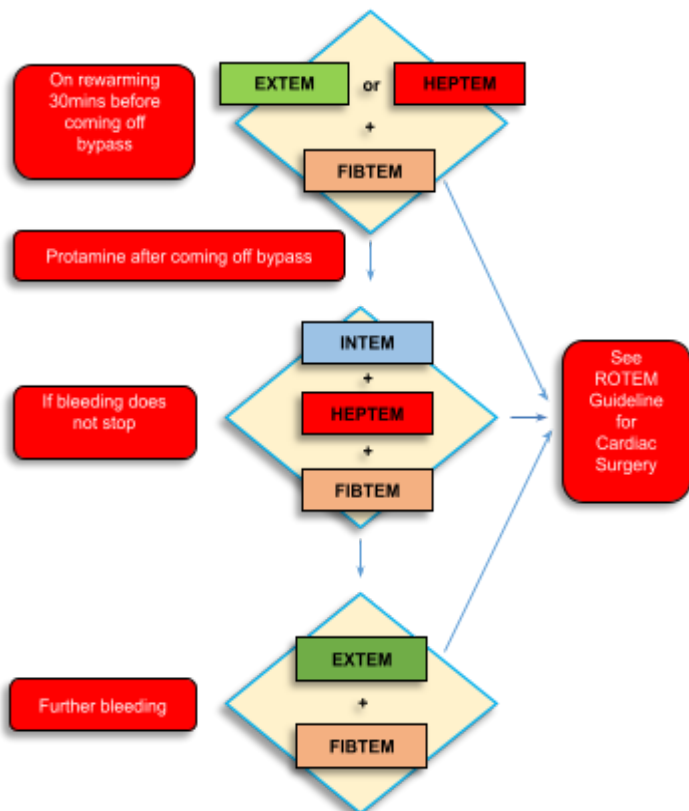 On rewarming
30mins before
coming off
bypass
EXTEM or HEPTEM
+
FIBTEM
Protamine after coming off bypass
INTEM
+
HEPTEM
+
FIBTEM
If bleeding does
not stop
See
ROTEM
Guideline
for
Cardiac
Surgery
EXTEM
+
FIBTEM
Further bleeding